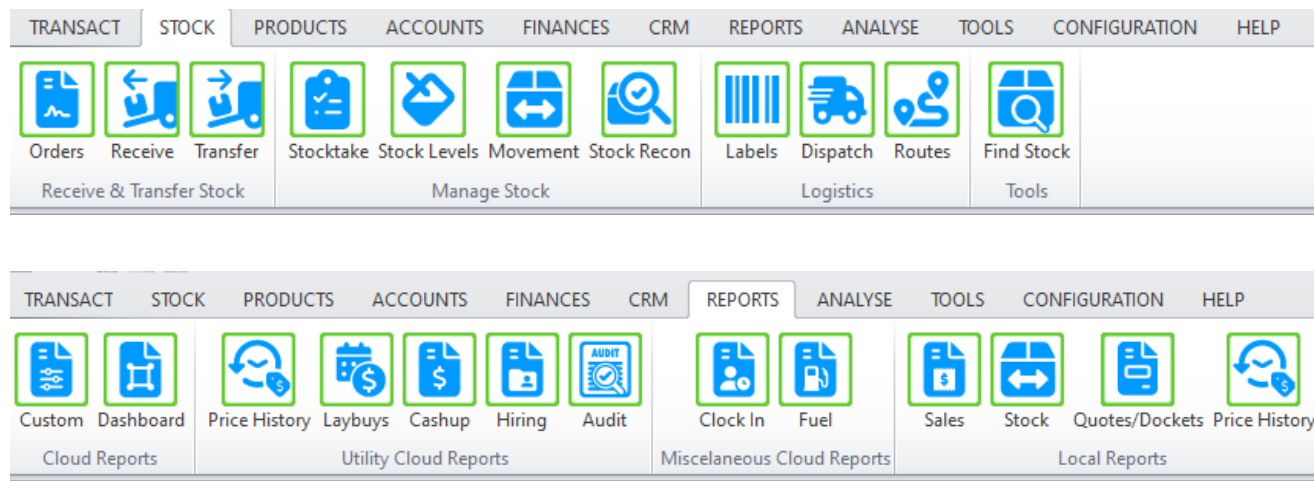 TRANSACT STOCK PRODUCTS ACCOUNTS FINANCES CRM REPORTS ANALYSE TOOLS CONFIGURATION HELP
Orders Receive Transfer Stocktake Stock Levels Movement Stock Recon Labels Dispatch Routes Find Stock
Receive & Transfer Stock Manage Stock Logistics Tools
TRANSACT STOCK PRODUCTS ACCOUNTS FINANCES CRM REPORTS ANALYSE TOOLS CONFIGURATION HELP
AUDIT
Custom Dashboard Price History Laybuys Cashup Hiring Audit Clock In Fuel Sales Stock Quotes/Dockets Price History
Cloud Reports Utility Cloud Reports Miscelaneous Cloud Reports Local Reports